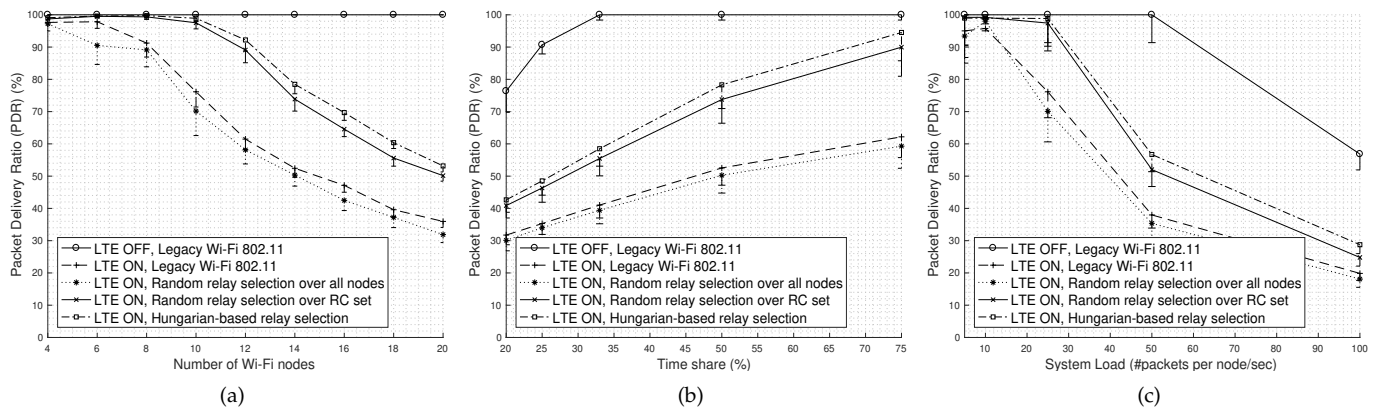 Packet Delivery Ratio (PDR) (%)
100
90
80
70
60
50
40
30
20
10
0
LTE OFF, Legacy Wi-Fi 802.11
LTE ON, Legacy Wi-Fi 802.11
LTE ON, Random relay selection over all nodes
LTE ON, Random relay selection over RC set
LTE ON, Hungarian-based relay selection
4 6 8 10 12 14 16 18 20
Number of Wi-Fi nodes
(a)
Packet Delivery Ratio (PDR) (%)
100
90
80
70
60
50
40
30
20
10
0
LTE OFF, Legacy Wi-Fi 802.11
LTE ON, Legacy Wi-Fi 802.11
LTE ON, Random relay selection over all nodes
LTE ON, Random relay selection over RC set
LTE ON, Hungarian-based relay selection
20 25 30 35 40 45 50 55 60 65 70 75
Time share (%)
(b)
Packet Delivery Ratio (PDR) (%)
100
90
80
70
60
50
40
30
20
10
0
LTE OFF, Legacy Wi-Fi 802.11
LTE ON, Legacy Wi-Fi 802.11
LTE ON, Random relay selection over all nodes
LTE ON, Random relay selection over RC set
LTE ON, Hungarian-based relay selection
10 20 30 40 50 60 70 80 90 100
System Load (#packets per node/sec)
(c)